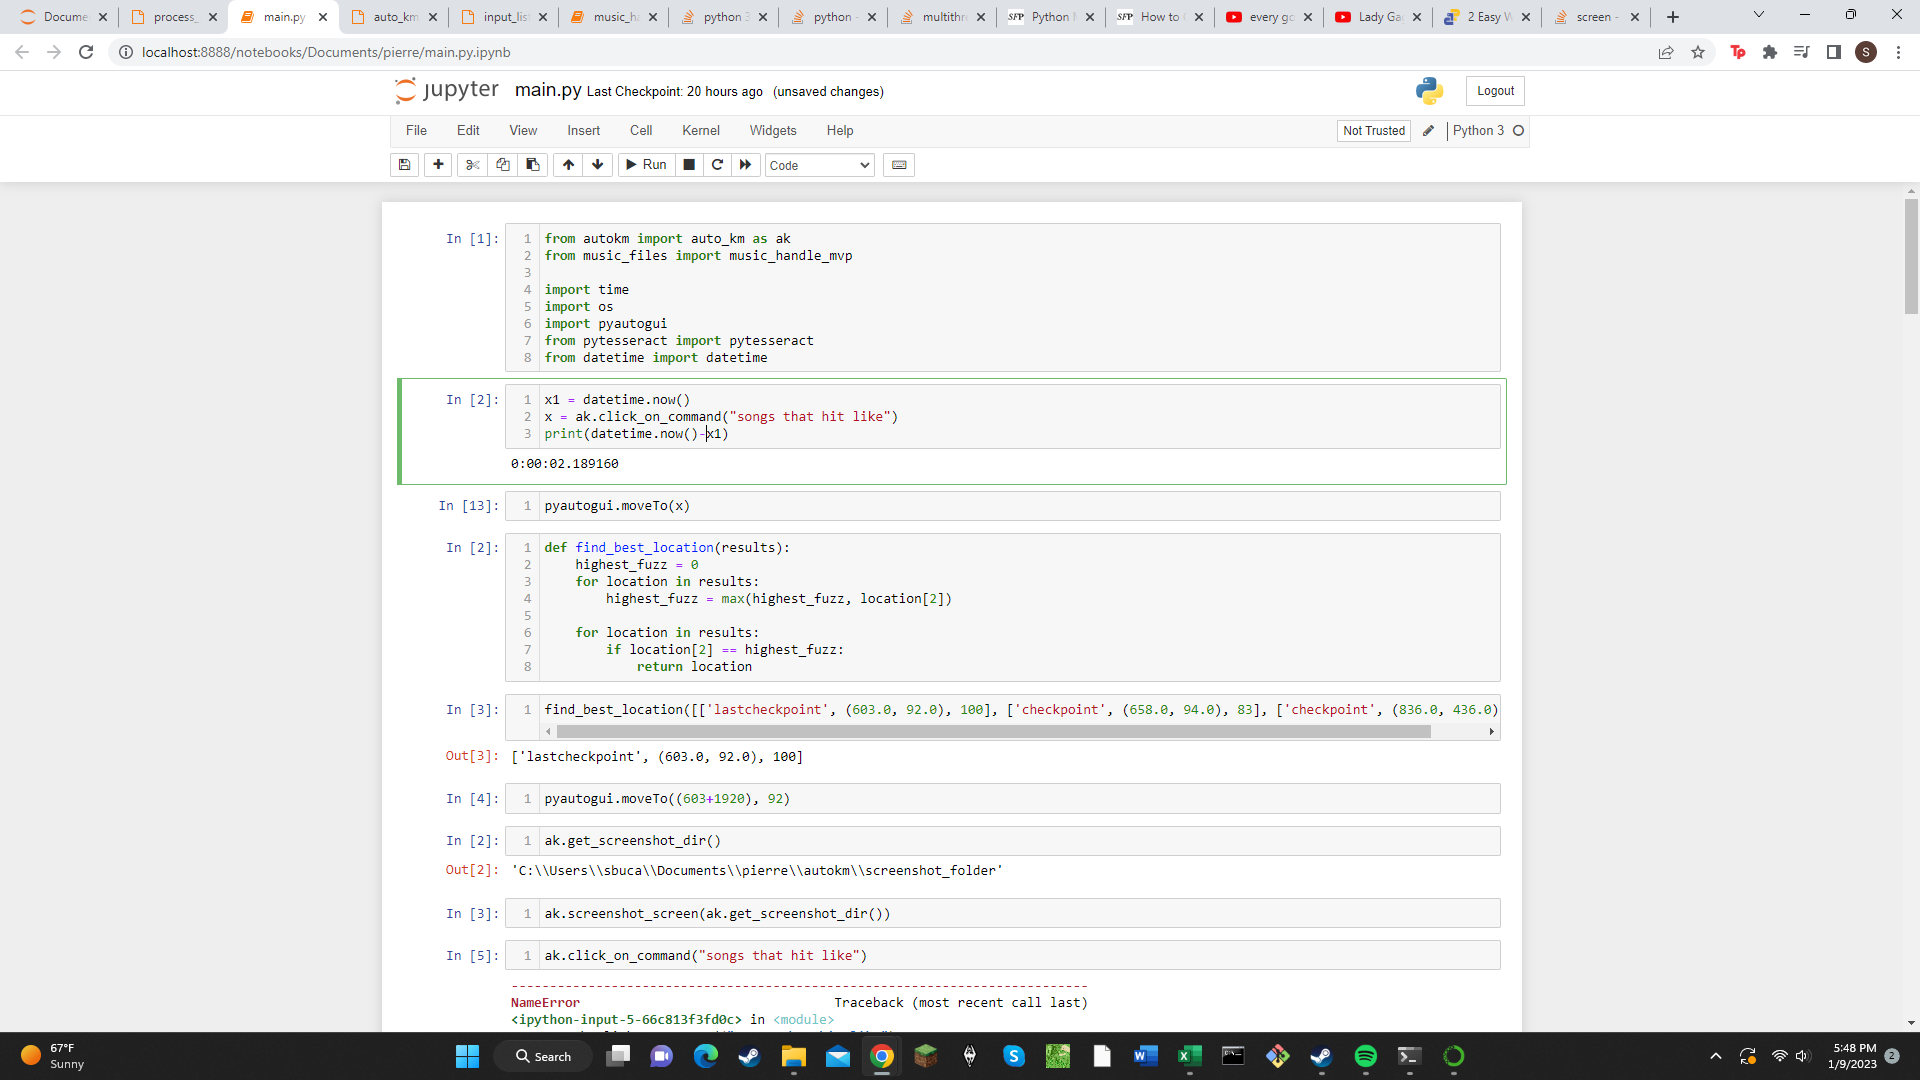 Docume
process_
main.py
auto_km
input_lis
music_ha
python 3
python -
multithre
SFP Python M
SFP How to C
every go
Lady Ga
2 Easy W
screen -
localhost:8888/notebooks/Documents/pierre/main.py.ipynb
Tp
S
jupyter main.py Last Checkpoint: 20 hours ago (unsaved changes)
Logout
File Edit View Insert Cell Kernel Widgets Help
Not Trusted
Python 3
Run
Code
In [1]:
1 from autokm import auto_km as ak
2 from music_files import music_handle_mvp
3
4 import time
5 import os
6 import pyautogui
7 from pytesseract import pytesseract
8 from datetime import datetime
In [2]:
1 x1 = datetime.now()
2 x = ak.click_on_command("songs that hit like")
3 print(datetime.now()-x1)
0:00:02.189160
In [13]:
1 pyautogui.moveTo(x)
In [2]:
1 def find_best_location(results):
2 highest_fuzz = 0
3 for location in results:
4 highest_fuzz = max(highest_fuzz, location[2])
5
6 for location in results:
7 if location[2] == highest_fuzz:
8 return location
In [3]:
1 find_best_location([['lastcheckpoint', (603.0, 92.0), 100], ['checkpoint', (658.0, 94.0), 83], ['checkpoint', (836.0, 436.0)
Out[3]: ['lastcheckpoint', (603.0, 92.0), 100]
In [4]:
1 pyautogui.moveTo((603+1920), 92)
In [2]:
1 ak.get_screenshot_dir()
Out[2]: 'C:\\Users\\sbuca\\Documents\\pierre\\autokm\\screenshot_folder'
In [3]:
1 ak.screenshot_screen(ak.get_screenshot_dir())
In [5]:
1 ak.click_on_command("songs that hit like")
---------------------------------------------------------------------------
NameError Traceback (most recent call last)
<ipython-input-5-66c813f3fd0c> in <module>
67°F
Sunny
Search
5:48 PM
1/9/2023
2